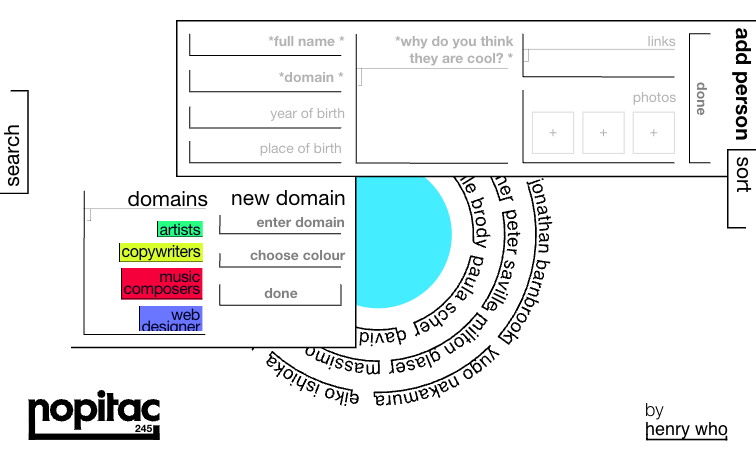 *full name *
*domain *
year of birth
place of birth
*why do you think
they are cool? *
links
photos
+ + +
done
add person
sort
search
domains
artists
copywriters
music
composers
web
designer
new domain
enter domain
choose colour
done
brody
paula scher
david
peter saville
milton glaser
massimo
jonathan barnbrook
yugo nakamura
eiko ishioka
nopitac
245
by
henry who